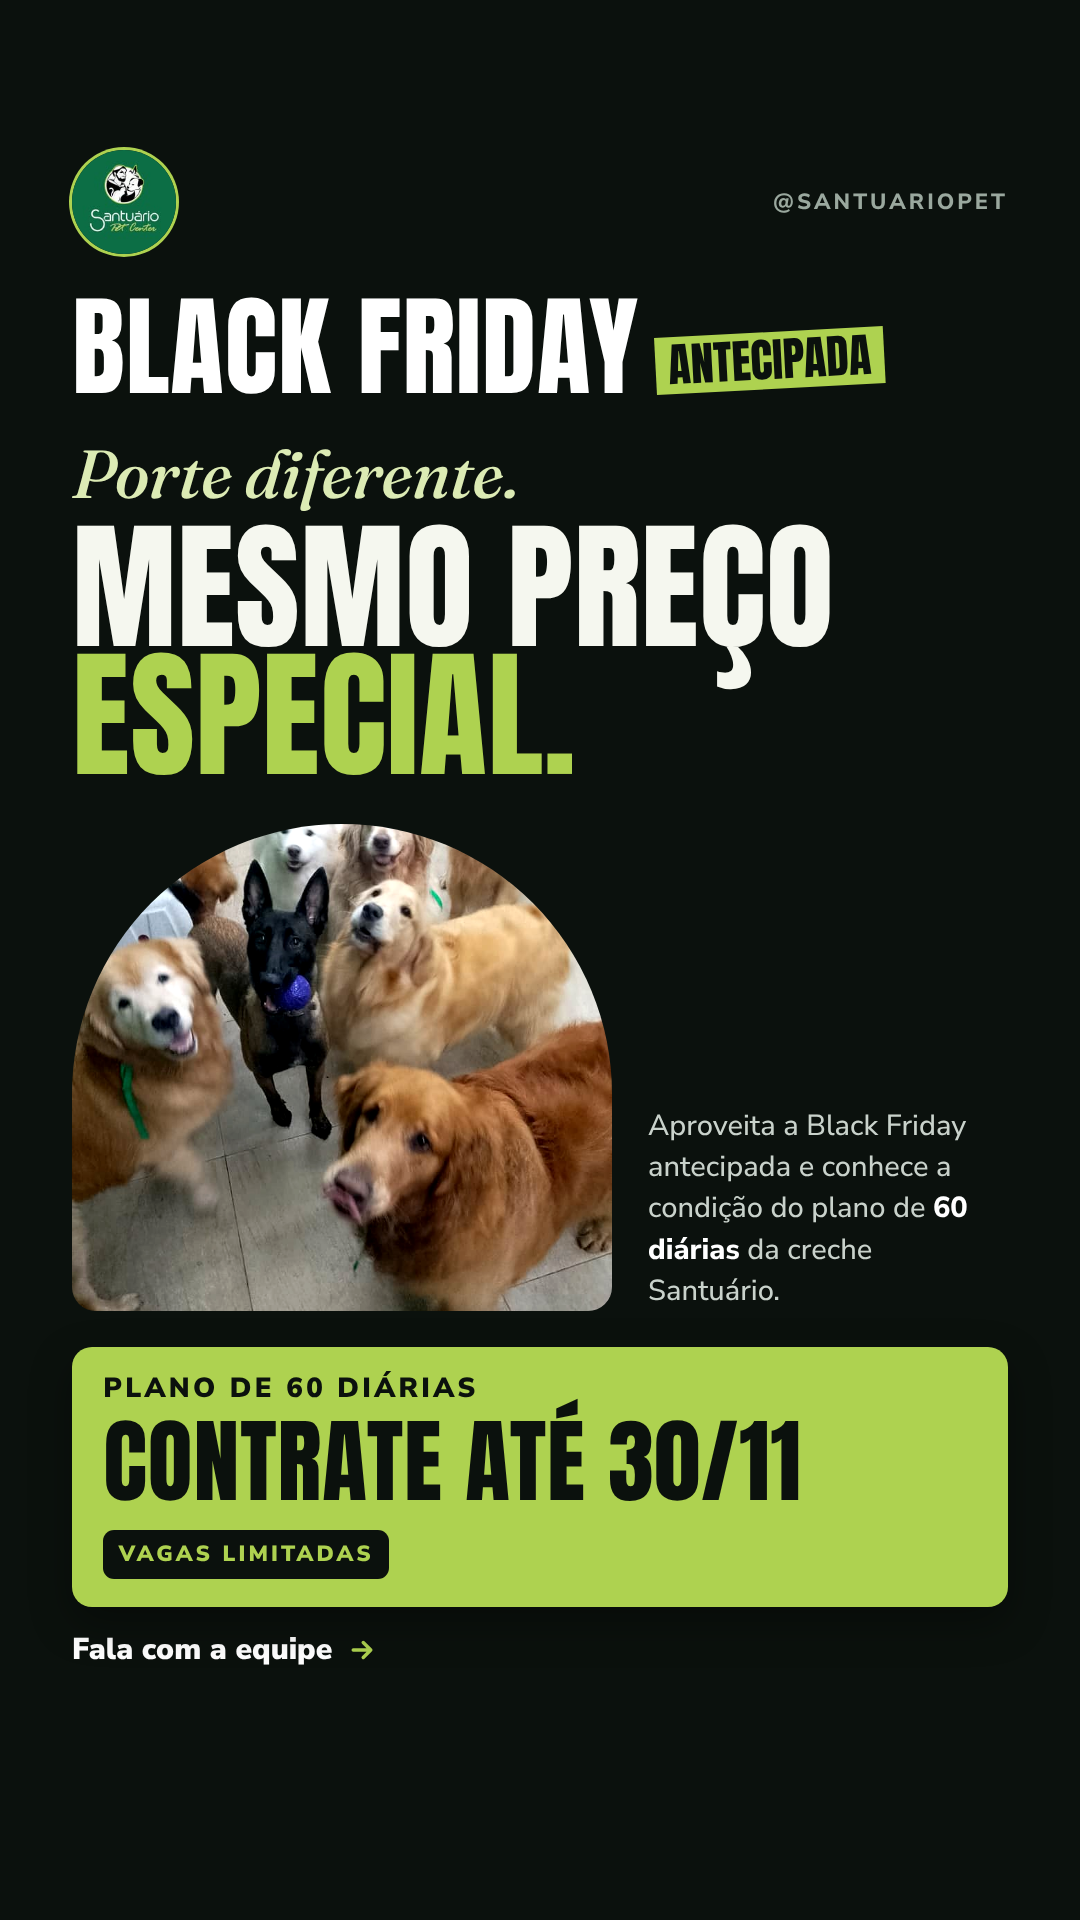 Santuário
Pet Center
@SANTUARIOPET
BLACK FRIDAY ANTECIPADA
Porte diferente.
MESMO PREÇO
ESPECIAL.
Aproveita a Black Friday
antecipada e conhece a
condição do plano de 60
diárias da creche
Santuário.
PLANO DE 60 DIÁRIAS
CONTRATE ATÉ 30/11
VAGAS LIMITADAS
Fala com a equipe →